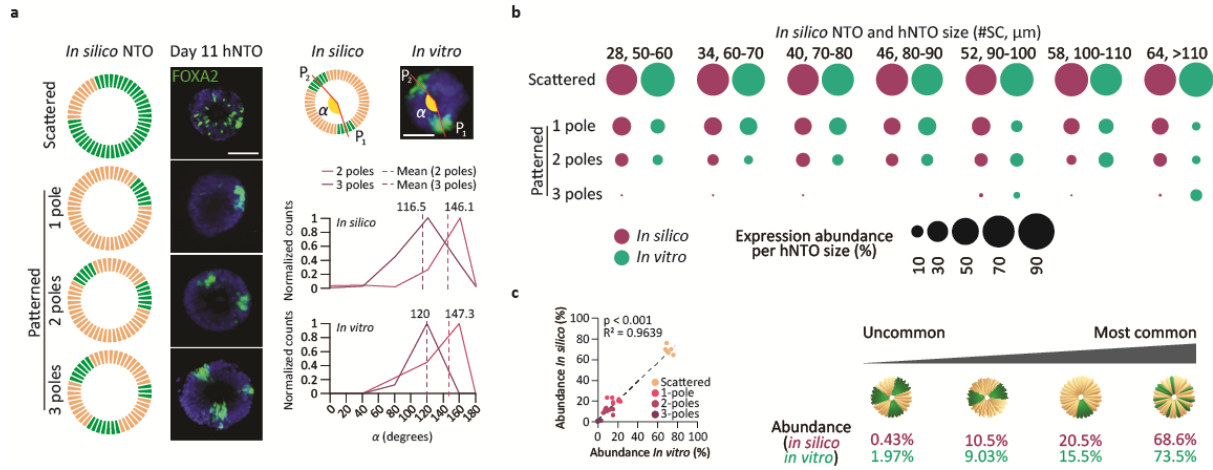 a
In silico NTO
Day 11 hNTO
FOXA2
Scattered
Patterned
1 pole
2 poles
3 poles
In silico
In vitro
P2
α
P1
P2
α
P1
2 poles
Mean (2 poles)
3 poles
Mean (3 poles)
116.5
146.1
Normalized counts
1
0.8
0.6
0.4
0.2
In silico
120
147.3
Normalized counts
1
0.8
0.6
0.4
0.2
In vitro
0
20
40
60
80
100
120
140
160
180
α (degrees)
b
In silico NTO and hNTO size (#SC, μm)
28, 50-60
34, 60-70
40, 70-80
46, 80-90
52, 90-100
58, 100-110
64, >110
Scattered
Patterned
1 pole
2 poles
3 poles
In silico
In vitro
Expression abundance
per hNTO size (%)
10
30
50
70
90
c
Abundance In silico (%)
100
80
60
40
20
0
p < 0.001
R² = 0.9639
Scattered
1-pole
2-poles
3-poles
0 20 40 60 80 100
Abundance In vitro (%)
Uncommon
Most common
Abundance
(in silico
in vitro)
0.43%
10.5%
20.5%
68.6%
1.97%
9.03%
15.5%
73.5%